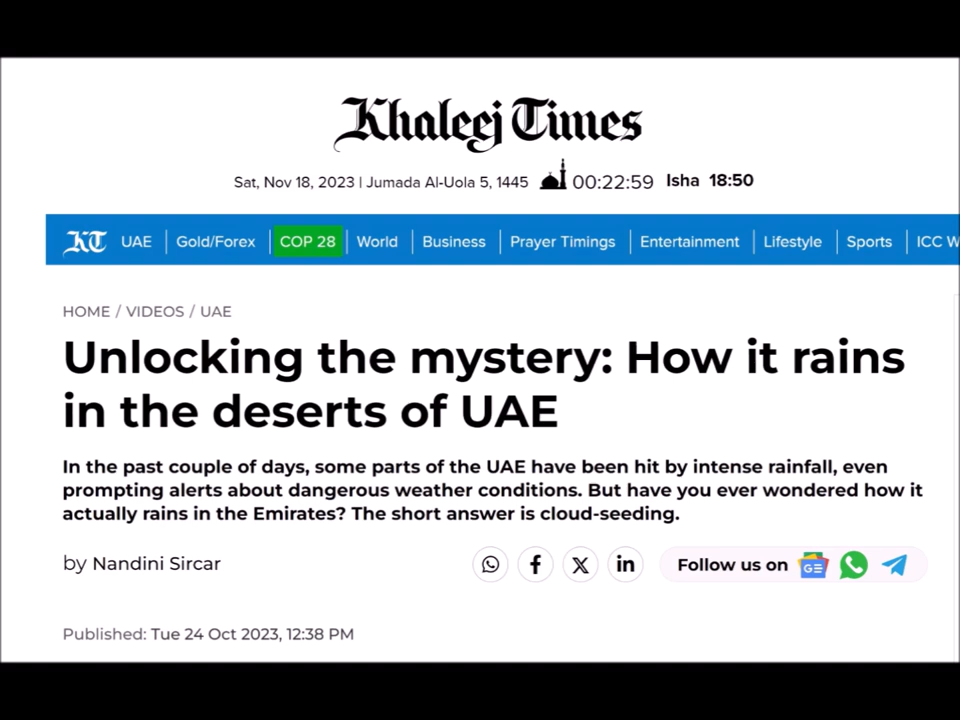 Khaleej Times
Sat, Nov 18, 2023 | Jumada Al-Uola 5, 1445 00:22:59 Isha 18:50
KT UAE Gold/Forex COP 28 World Business Prayer Timings Entertainment Lifestyle Sports ICC W
HOME / VIDEOS / UAE
Unlocking the mystery: How it rains
in the deserts of UAE
In the past couple of days, some parts of the UAE have been hit by intense rainfall, even
prompting alerts about dangerous weather conditions. But have you ever wondered how it
actually rains in the Emirates? The short answer is cloud-seeding.
by Nandini Sircar Follow us on
Published: Tue 24 Oct 2023, 12:38 PM